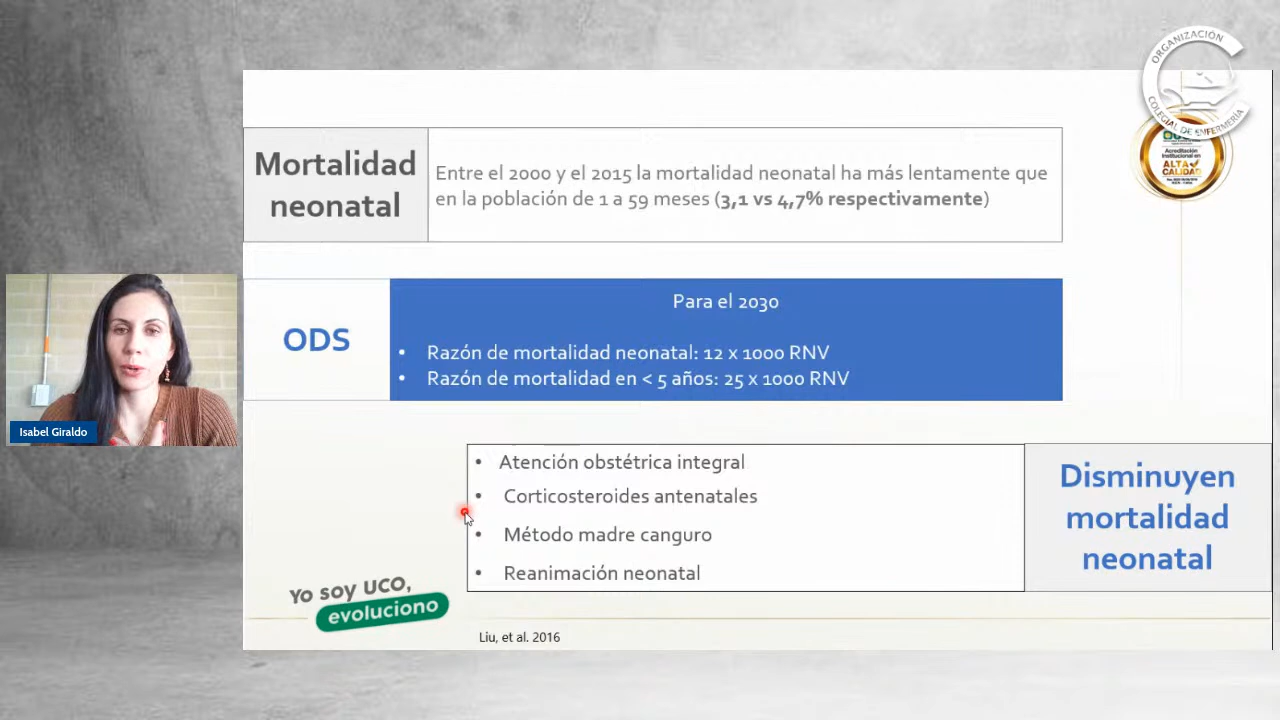 ORGANIZACIÓN
COLEGIAL DE ENFERMERÍA
Acreditación
Institucional en
ALTA
CALIDAD
Mortalidad
neonatal
Entre el 2000 y el 2015 la mortalidad neonatal ha más lentamente que
en la población de 1 a 59 meses (3,1 vs 4,7% respectivamente)
ODS
Para el 2030
• Razón de mortalidad neonatal: 12 x 1000 RNV
• Razón de mortalidad en < 5 años: 25 x 1000 RNV
Isabel Giraldo
• Atención obstétrica integral
• Corticosteroides antenatales
• Método madre canguro
• Reanimación neonatal
Disminuyen
mortalidad
neonatal
Yo soy UCO,
evoluciono
Liu, et al. 2016